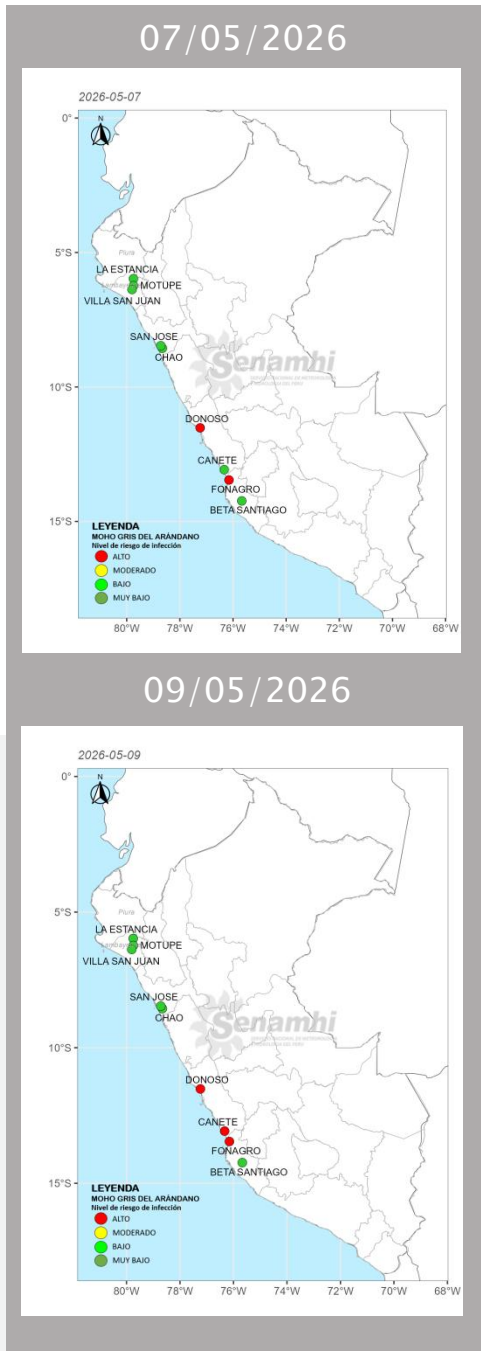 07/05/2026
2026-05-07
N
0°
5°S
10°S
15°S
Piura
LA ESTANCIA
MOTUPE
VILLA SAN JUAN
SAN JOSE
CHAO
Senamhi
DONOSO
CANETE
FONAGRO
BETA SANTIAGO
LEYENDA
MOHO GRIS DEL ARÁNDANO
Nivel de riesgo de infección
ALTO
MODERADO
BAJO
MUY BAJO
80°W 78°W 76°W 74°W 72°W 70°W 68°W
09/05/2026
2026-05-09
N
0°
5°S
10°S
15°S
Piura
LA ESTANCIA
MOTUPE
VILLA SAN JUAN
SAN JOSE
CHAO
Senamhi
DONOSO
CANETE
FONAGRO
BETA SANTIAGO
LEYENDA
MOHO GRIS DEL ARÁNDANO
Nivel de riesgo de infección
ALTO
MODERADO
BAJO
MUY BAJO
80°W 78°W 76°W 74°W 72°W 70°W 68°W